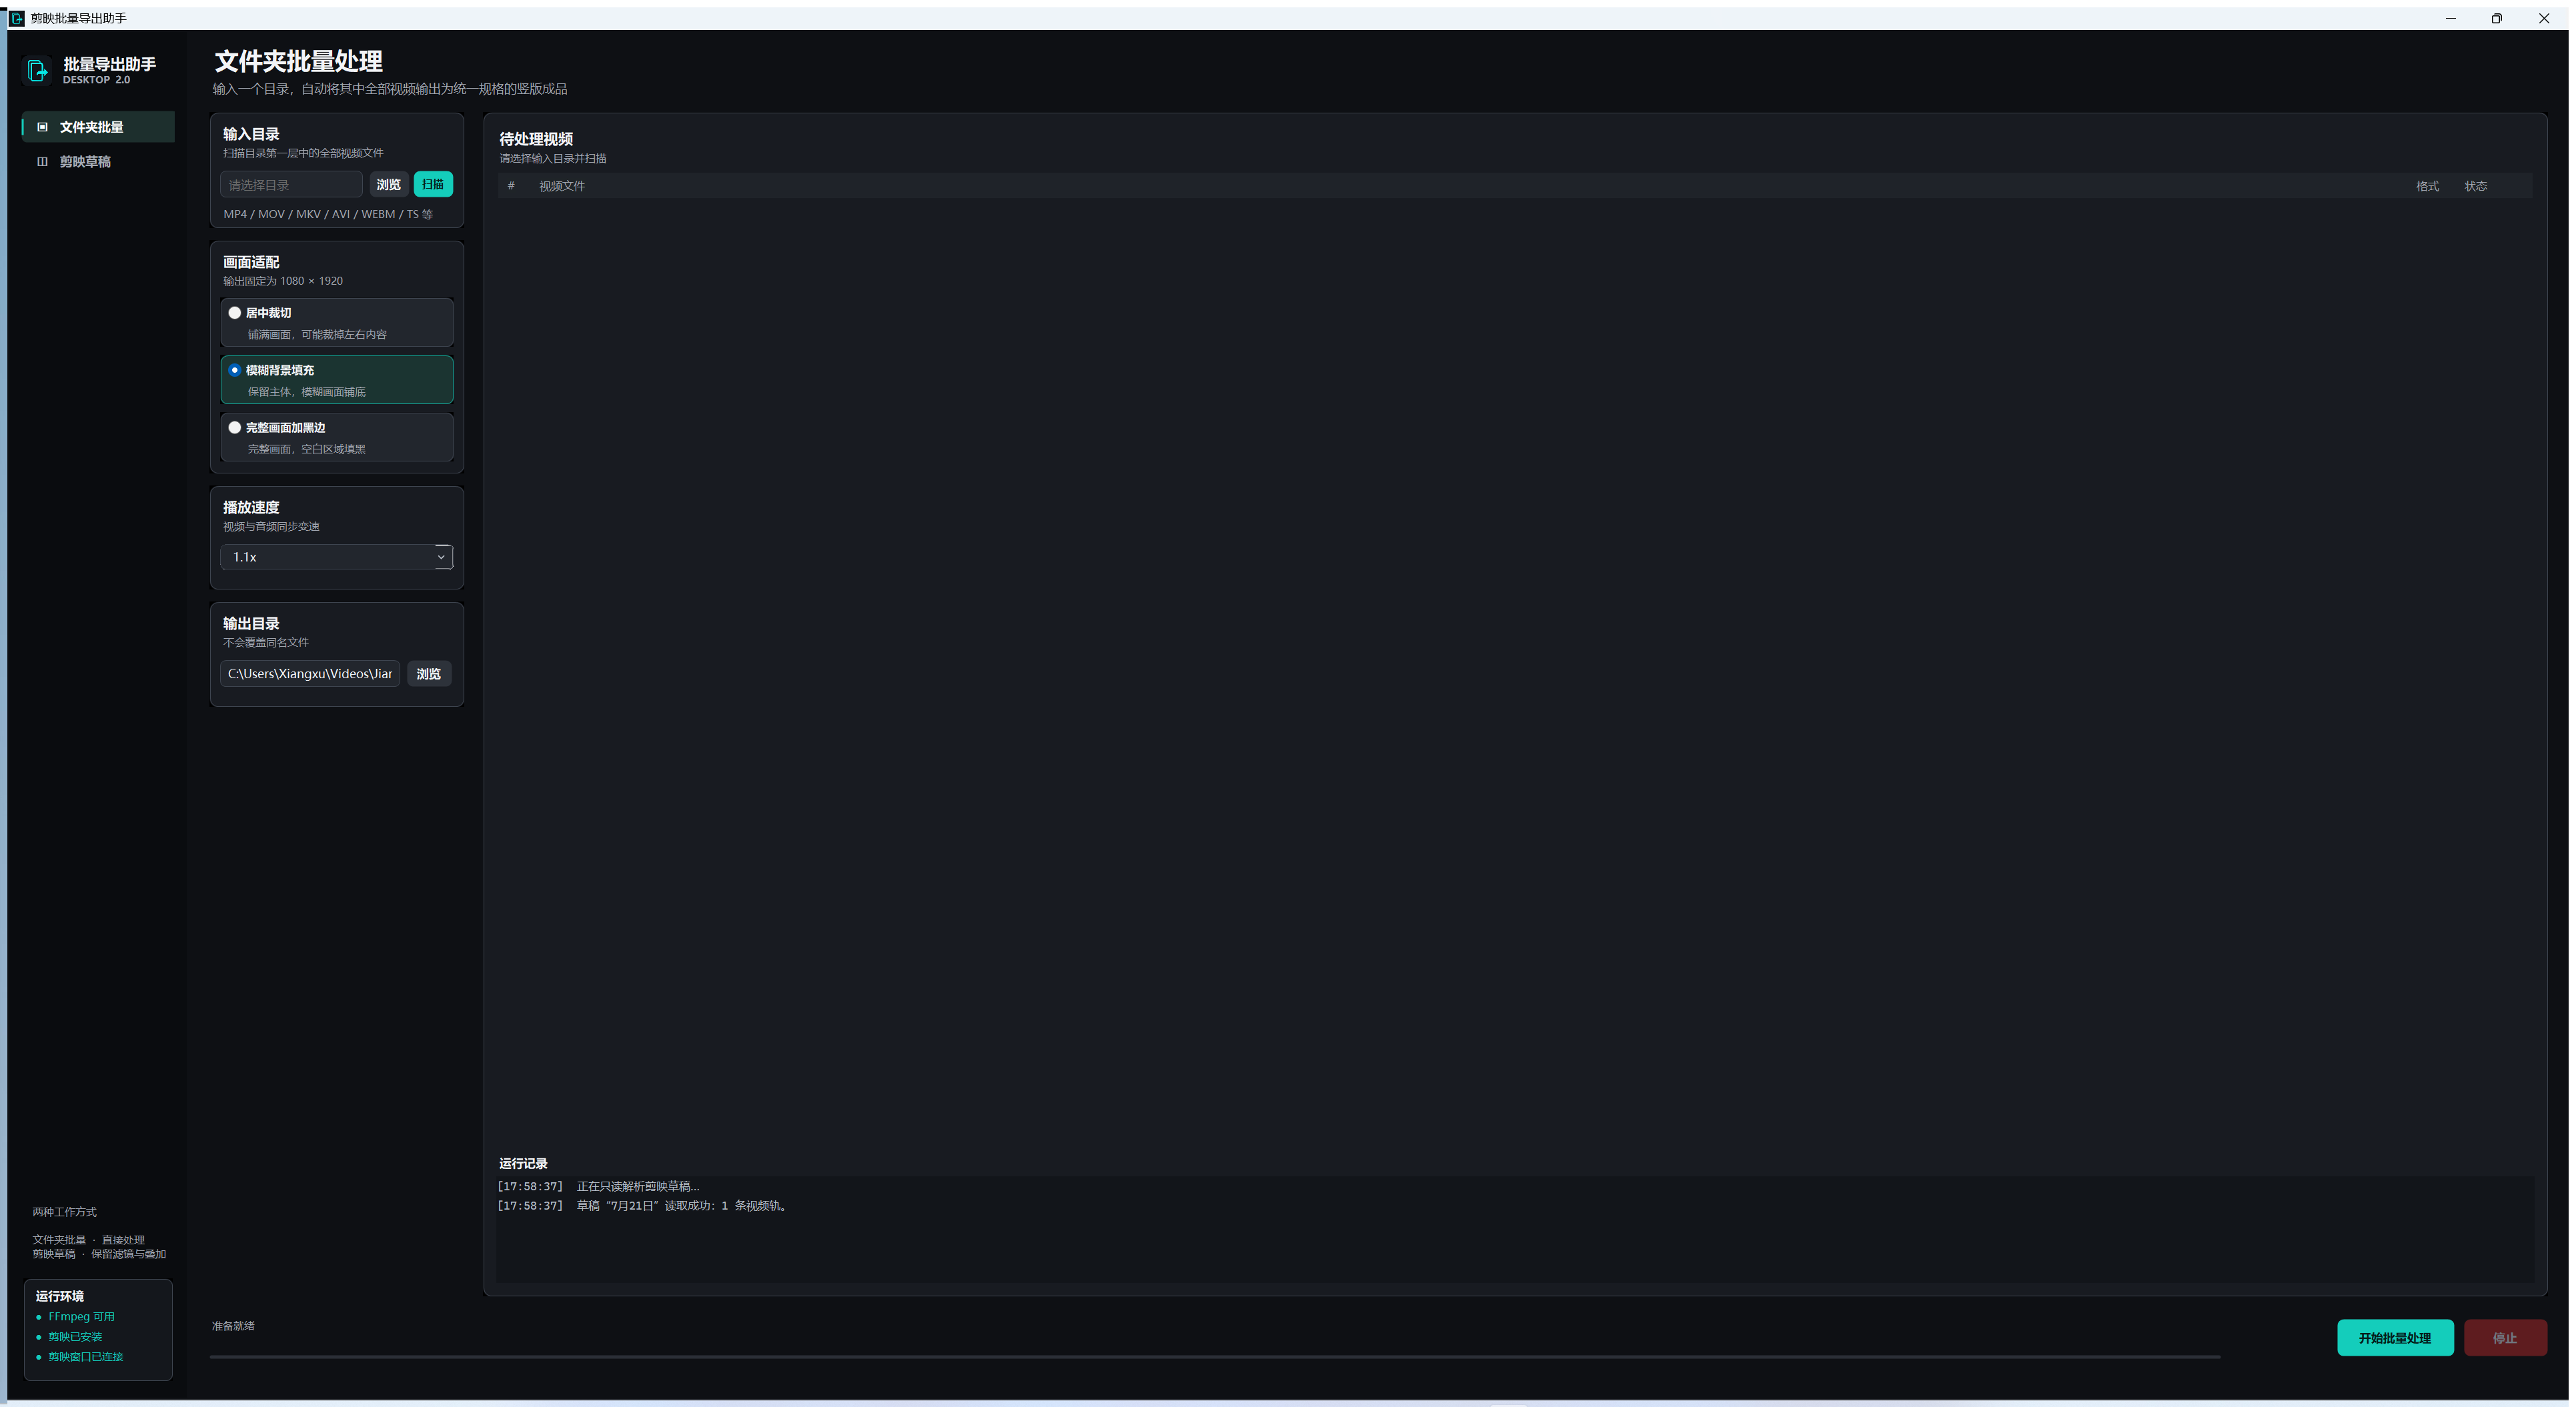 剪映批量导出助手
批量导出助手
DESKTOP 2.0
文件夹批量
剪映草稿
两种工作方式
文件夹批量 · 直接处理
剪映草稿 · 保留滤镜与叠加
运行环境
FFmpeg 可用
剪映已安装
剪映窗口已连接
文件夹批量处理
输入一个目录，自动将其中全部视频输出为统一规格的竖版成品
输入目录
扫描目录第一层中的全部视频文件
请选择目录 浏览 扫描
MP4 / MOV / MKV / AVI / WEBM / TS 等
画面适配
输出固定为 1080 × 1920
居中裁切
铺满画面，可能裁掉左右内容
模糊背景填充
保留主体，模糊画面铺底
完整画面加黑边
完整画面，空白区域填黑
播放速度
视频与音频同步变速
1.1x
输出目录
不会覆盖同名文件
C:\Users\Xiangxu\Videos\Jiar 浏览
待处理视频
请选择输入目录并扫描
# 视频文件 格式 状态
运行记录
[17:58:37] 正在只读解析剪映草稿...
[17:58:37] 草稿“7月21日”读取成功：1 条视频轨。
准备就绪
开始批量处理 停止